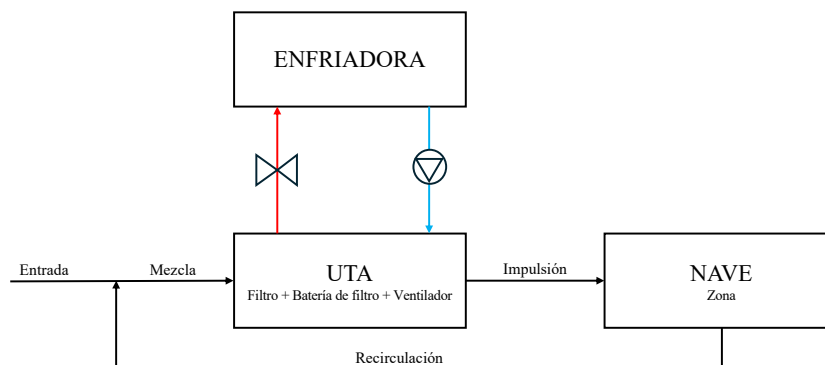 ENFRIADORA
Entrada
Mezcla
UTA
Filtro + Batería de filtro + Ventilador
Impulsión
NAVE
Zona
Recirculación